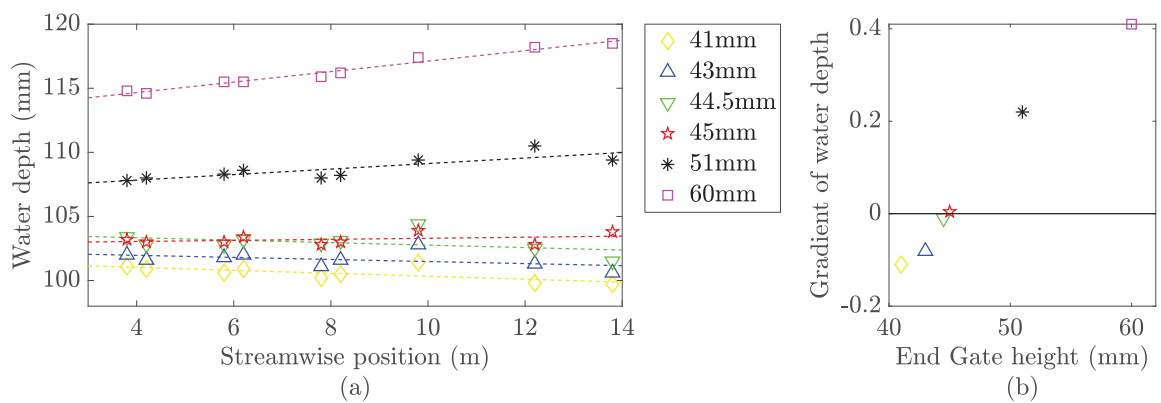 120
115
110
105
100
4
6
8
10
12
14
Water depth (mm)
Streamwise position (m)
(a)
41mm
43mm
44.5mm
45mm
51mm
60mm
0.4
0.2
0
-0.2
40
50
60
Gradient of water depth
End Gate height (mm)
(b)